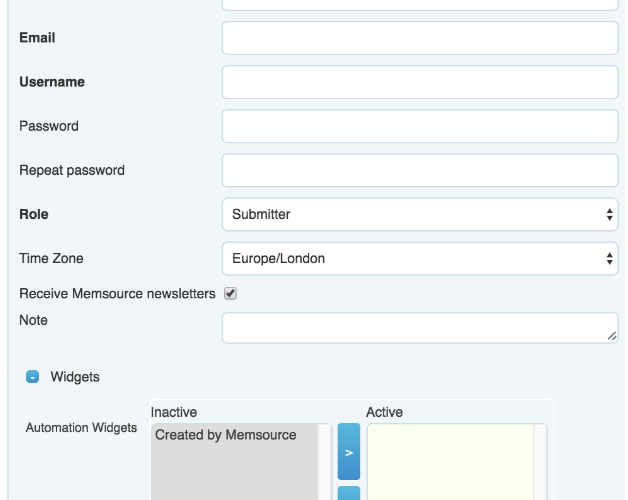 Email
Username
Password
Repeat password
Role Submitter
Time Zone Europe/London
Receive Memsource newsletters
Note
- Widgets
Inactive Active
Automation Widgets
Created by Memsource
>